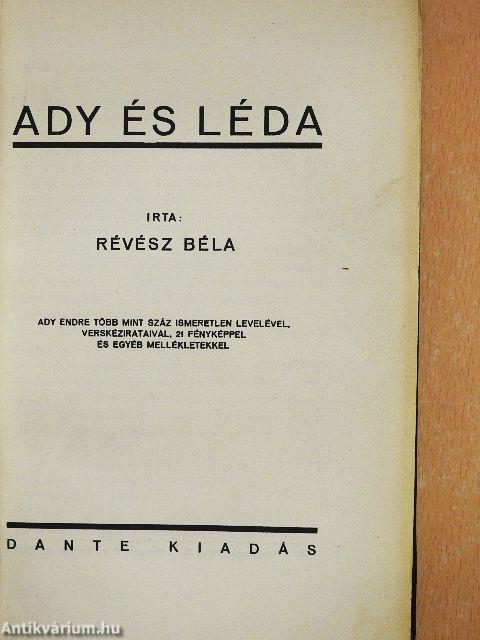 ADY ÉS LÉDA
IRTA:
RÉVÉSZ BÉLA
ADY ENDRE TÖBB MINT SZÁZ ISMERETLEN LEVELÉVEL,
VERSKÉZIRATAIVAL, 21 FÉNYKÉPPEL
ÉS EGYÉB MELLÉKLETEKKEL
DANTE KIADÁS
Antikvárium.hu